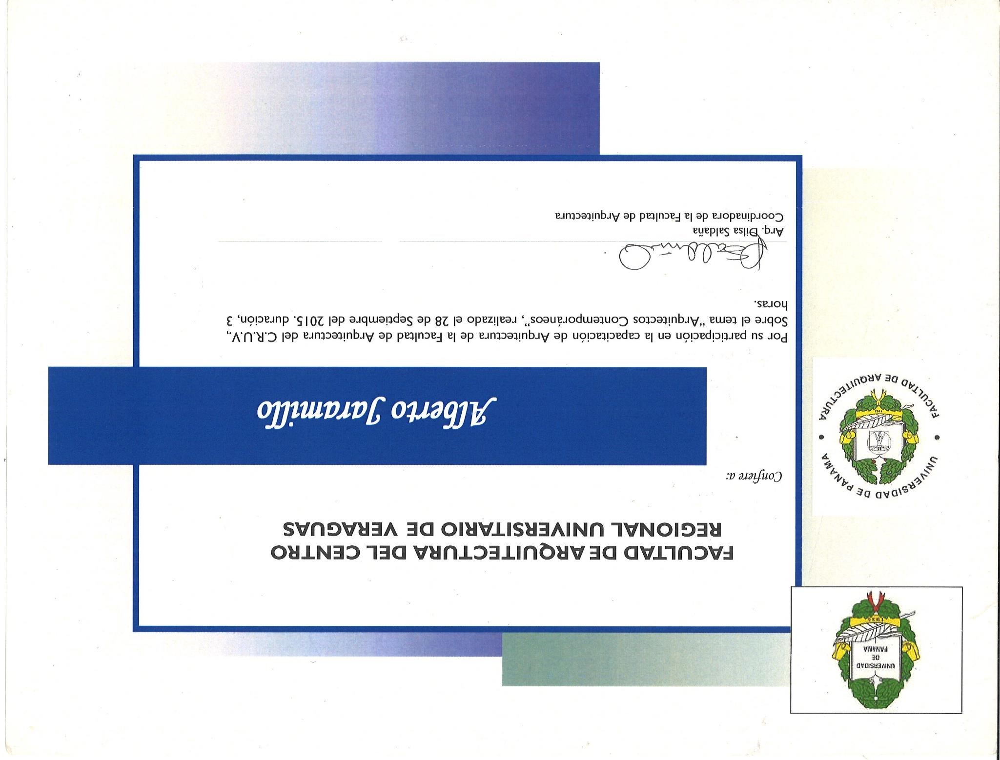 UNIVERSIDAD
DE
PANAMA
FACULTAD DE ARQUITECTURA DEL CENTRO
REGIONAL UNIVERSITARIO DE VERAGUAS
Confiere a:
UNIVERSIDAD DE PANAMA
FACULTAD DE ARQUITECTURA
Alberto Jaramillo
Por su participación en la capacitación de Arquitectura de la Facultad de Arquitectura del C.R.U.V.,
Sobre el tema “Arquitectos Contemporáneos”, realizado el 28 de Septiembre del 2015. duración, 3
horas.
Arq. Dilsa Saldaña
Coordinadora de la Facultad de Arquitectura